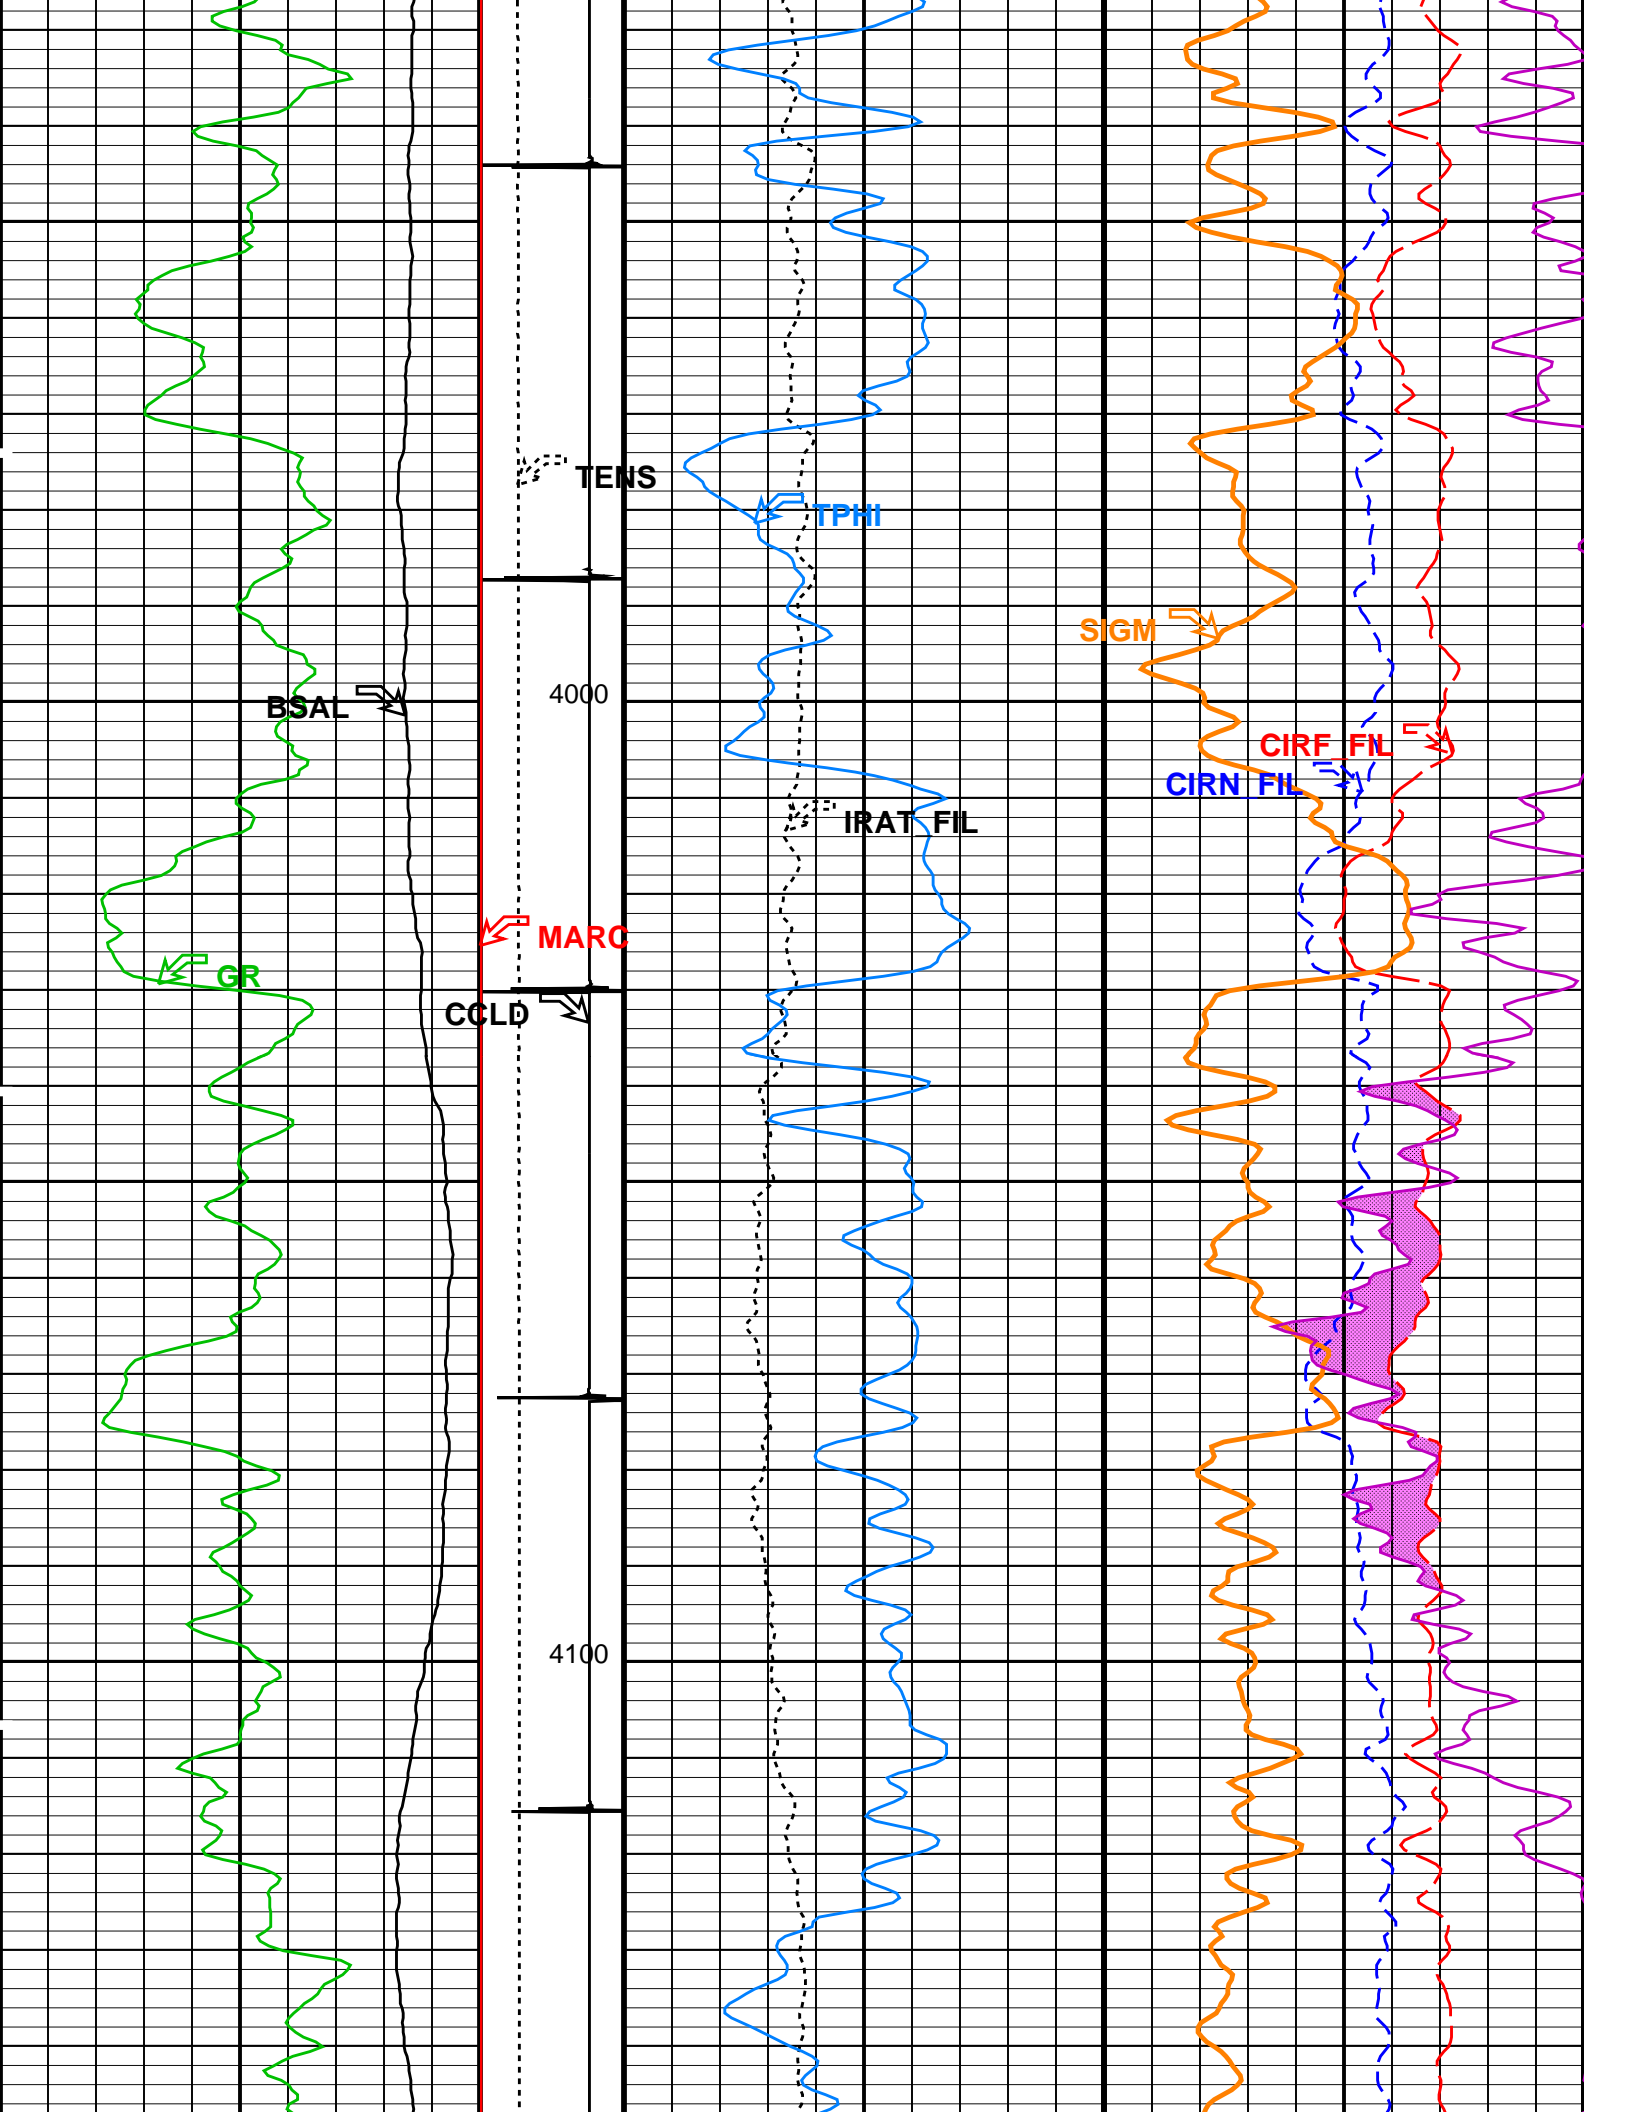 TENS
TPHI
SIGM
4000
BSAL
CIRF_FIL
CIRN_FIL
IRAT_FIL
MARC
GR
CCLD
4100